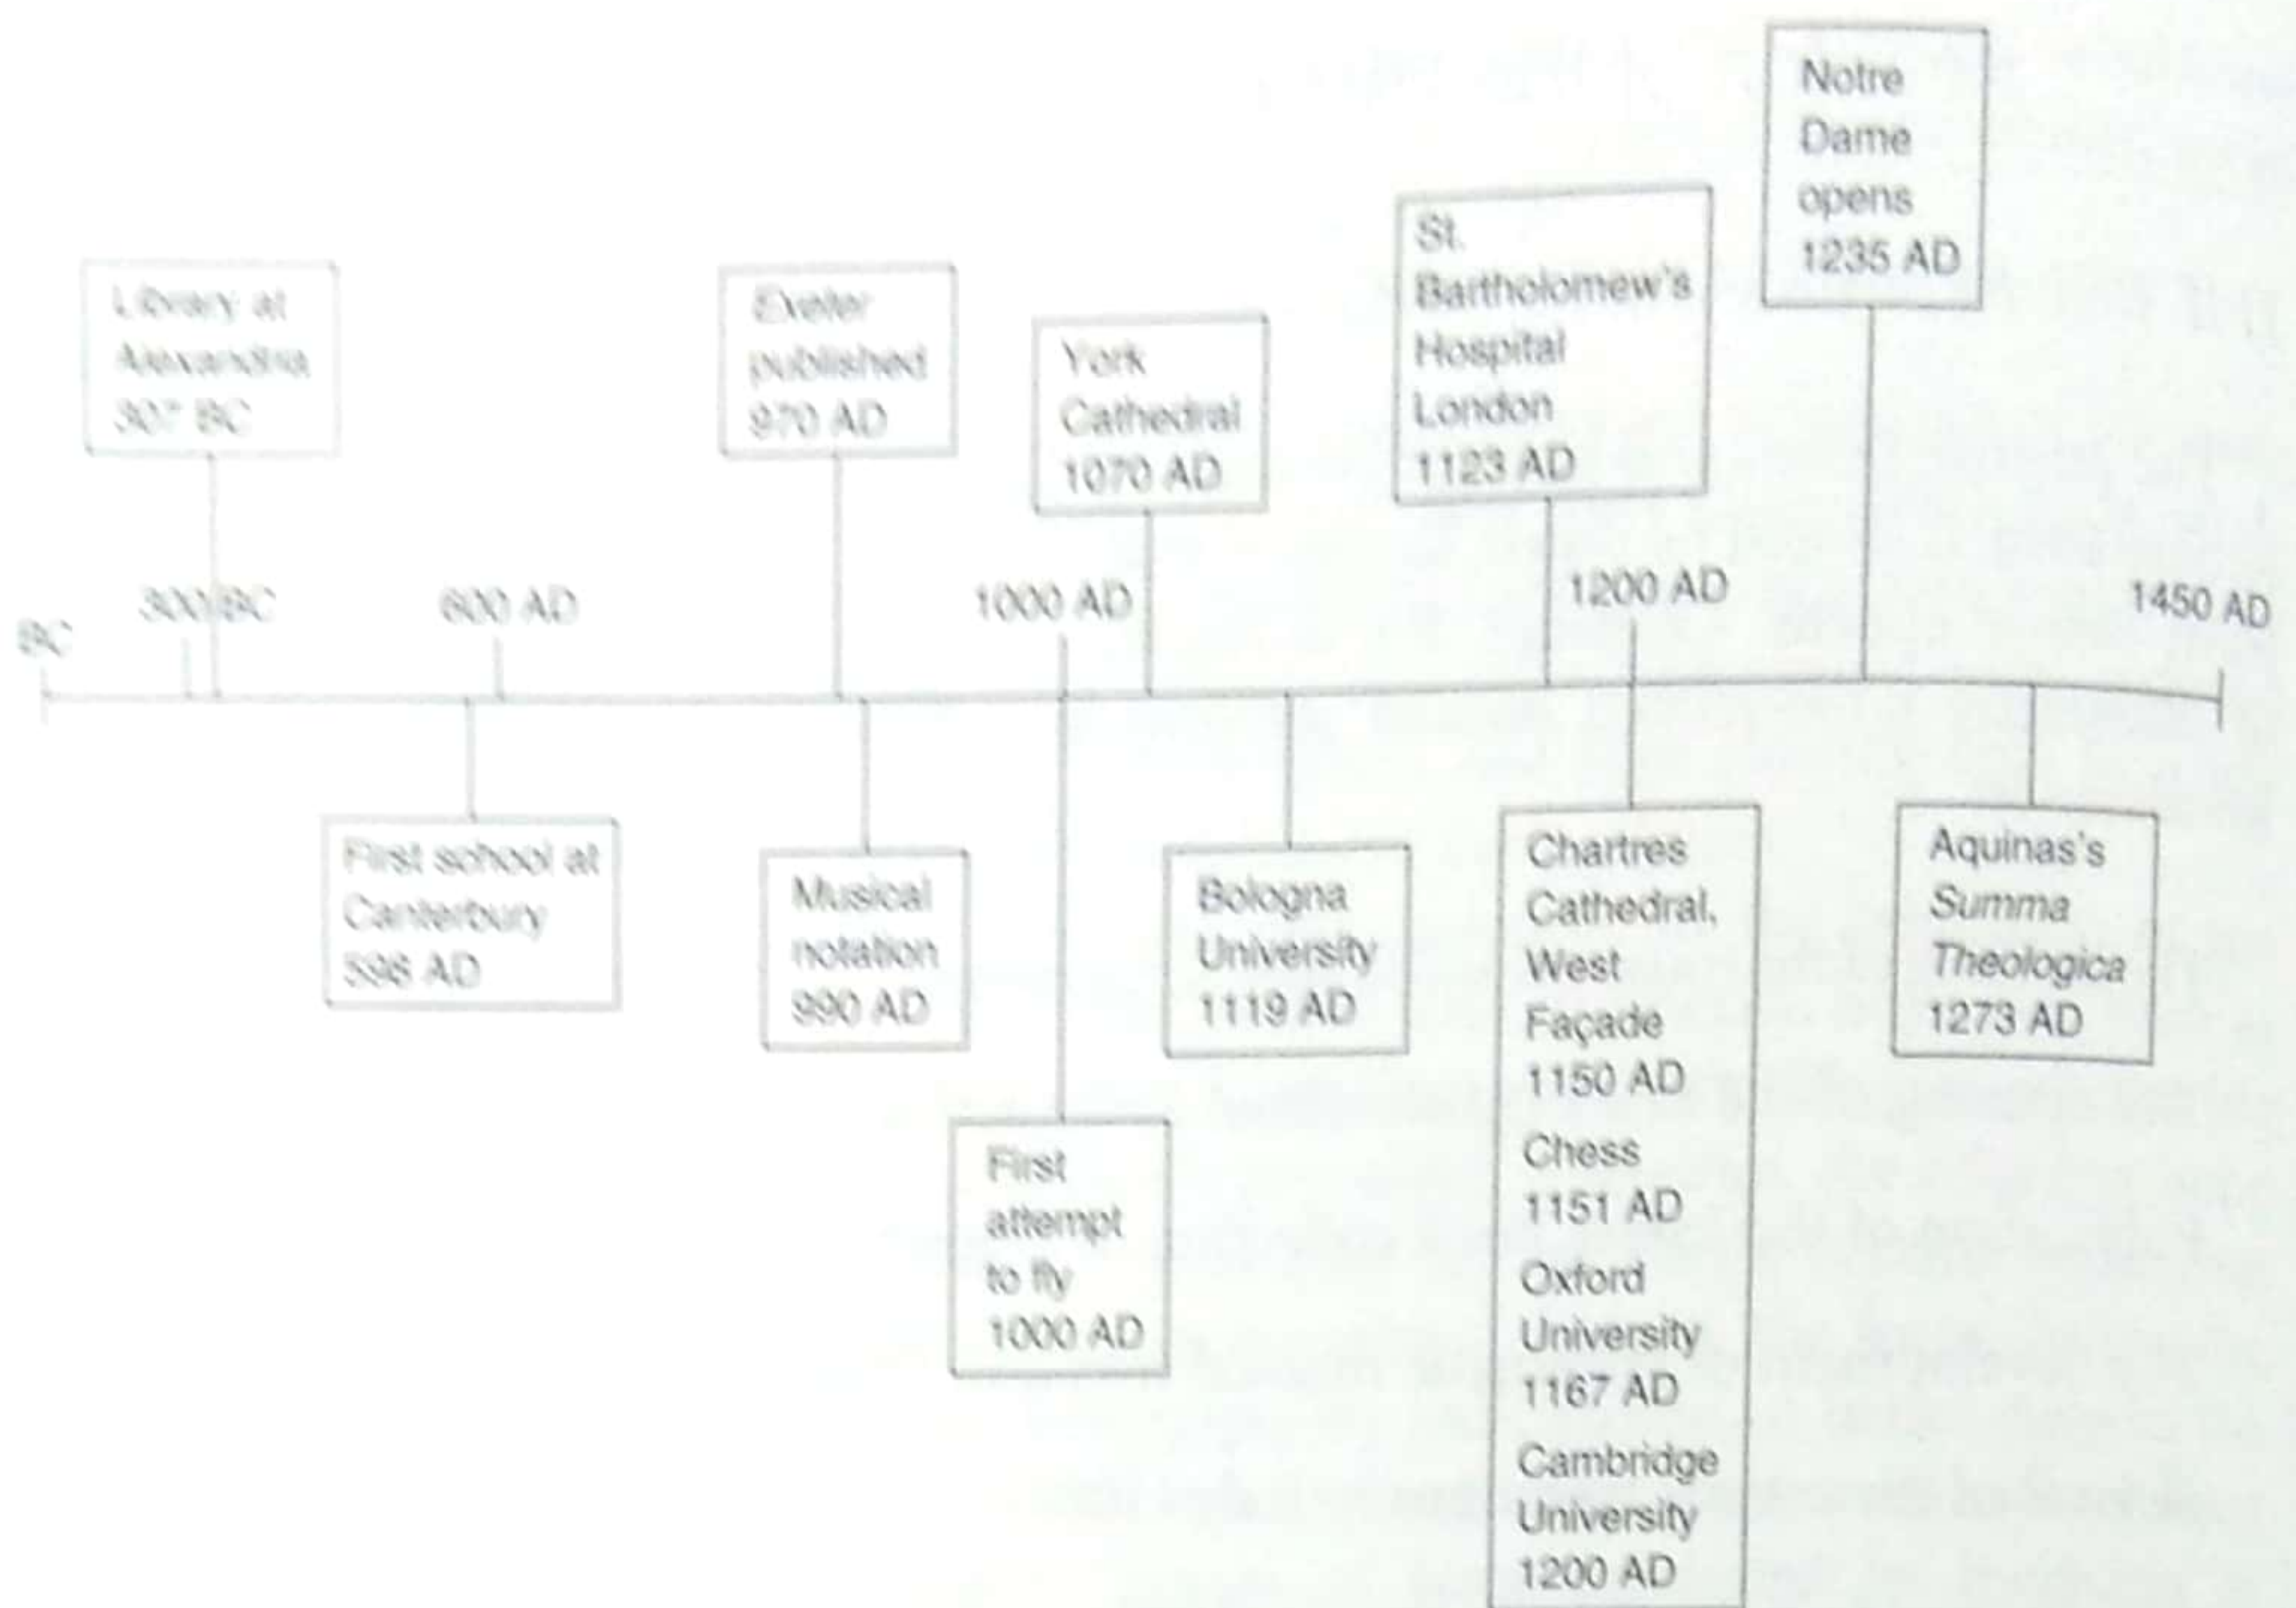 Notre
Dame
opens
1235 AD
St.
Bartholomew's
Hospital
London
1123 AD
Library at
Alexandria
307 BC
Exeter
published
970 AD
York
Cathedral
1070 AD
BC
300 BC
600 AD
1000 AD
1200 AD
1450 AD
First school at
Canterbury
598 AD
Musical
notation
990 AD
Bologna
University
1119 AD
Chartres
Cathedral,
West
Façade
1150 AD
Chess
1151 AD
Oxford
University
1167 AD
Cambridge
University
1200 AD
Aquinas's
Summa
Theologica
1273 AD
First
attempt
to fly
1000 AD